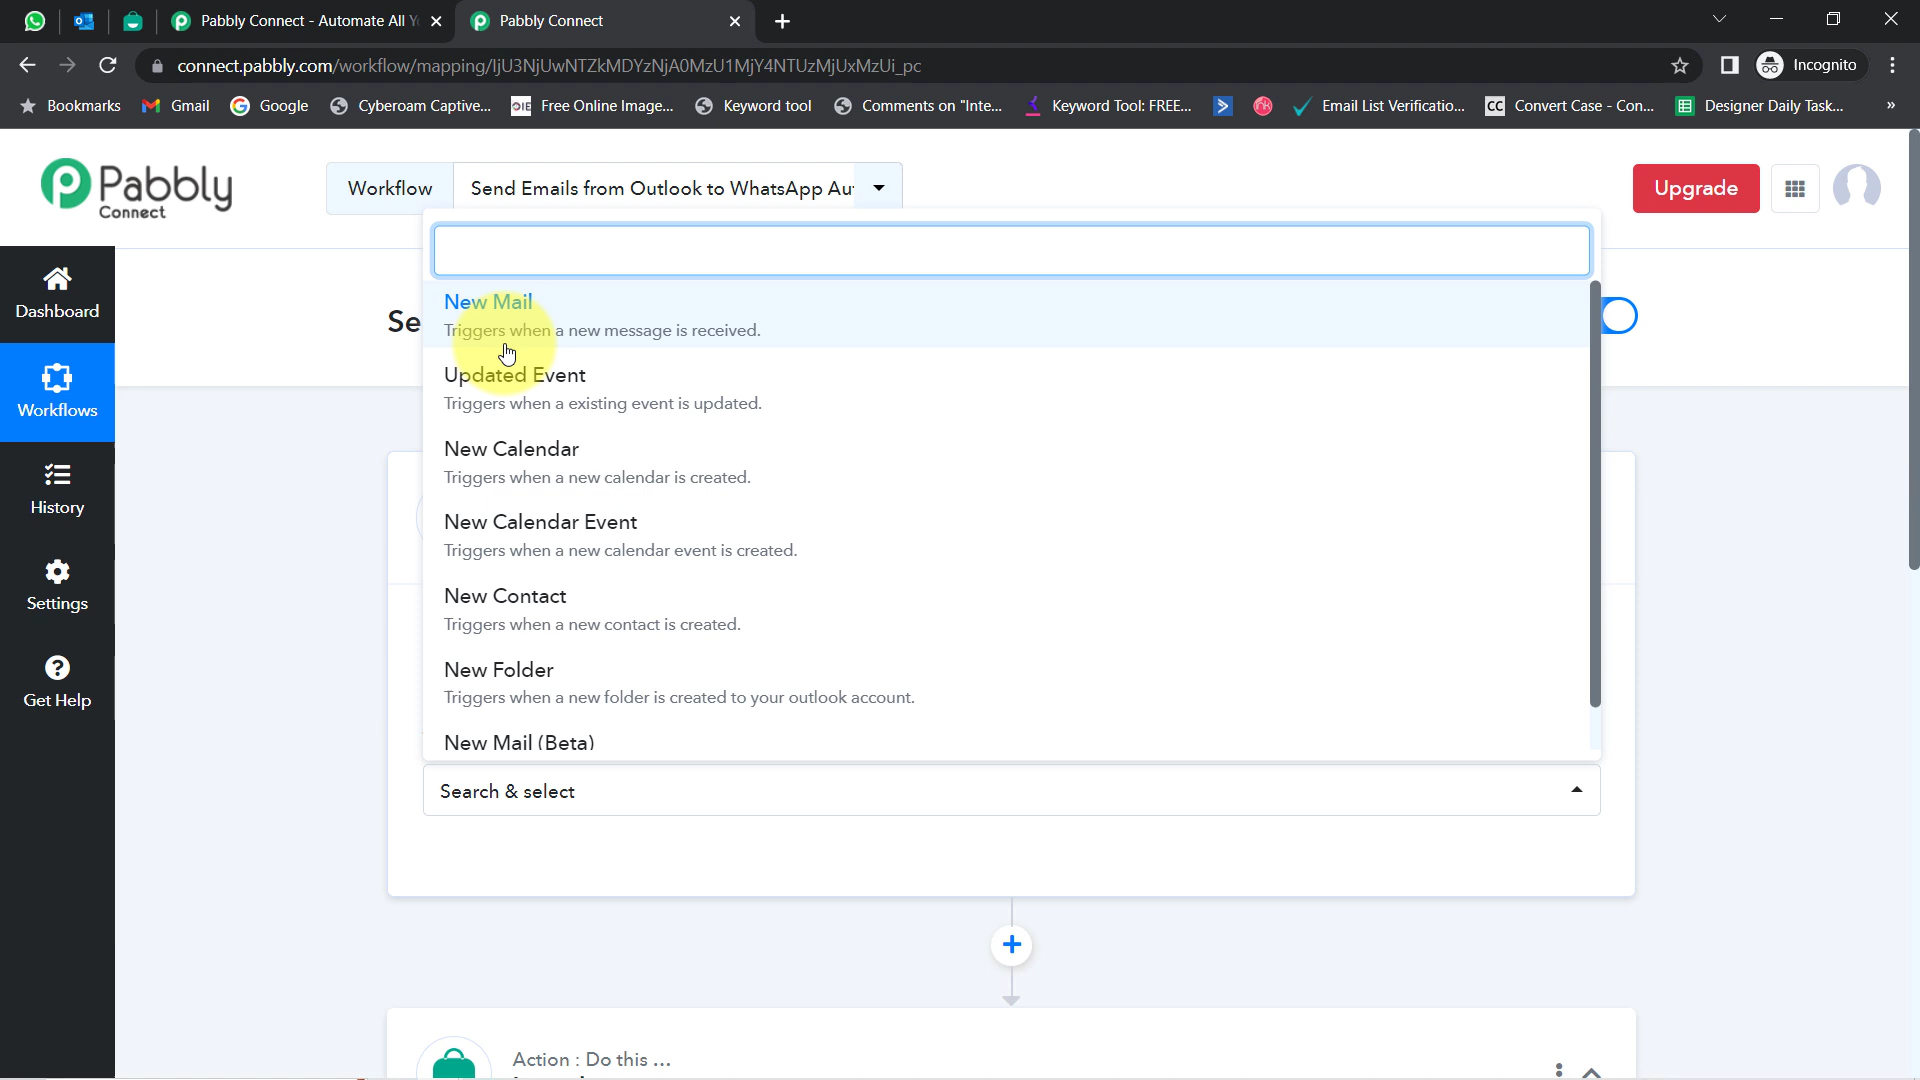 Pabbly Connect - Automate All Y
Pabbly Connect
connect.pabbly.com/workflow/mapping/IjU3NjUwNTZkMDYzNjA0MzU1MjY4NTUzMjUxMzUi_pc
Incognito
Bookmarks
Gmail
Google
Cyberoam Captive...
OIE
Free Online Image...
Keyword tool
Comments on "Inte...
Keyword Tool: FREE...
Email List Verificatio...
CC
Convert Case - Con...
Designer Daily Task...
Pabbly
Connect
Workflow
Send Emails from Outlook to WhatsApp Au
Upgrade
Dashboard
Workflows
History
Settings
Get Help
Se
New Mail
Triggers when a new message is received.
Updated Event
Triggers when a existing event is updated.
New Calendar
Triggers when a new calendar is created.
New Calendar Event
Triggers when a new calendar event is created.
New Contact
Triggers when a new contact is created.
New Folder
Triggers when a new folder is created to your outlook account.
New Mail (Beta)
Search & select
Action : Do this ...